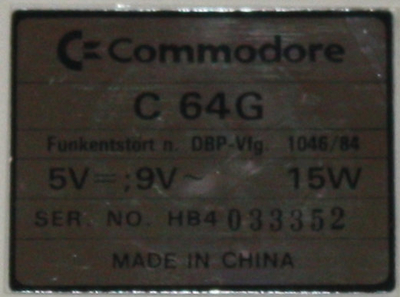 Commodore
C 64G
Funkentstört n. DBP-Vfg. 1046/84
5V⎓;9V~ 15W
SER. NO. HB4 033352
MADE IN CHINA